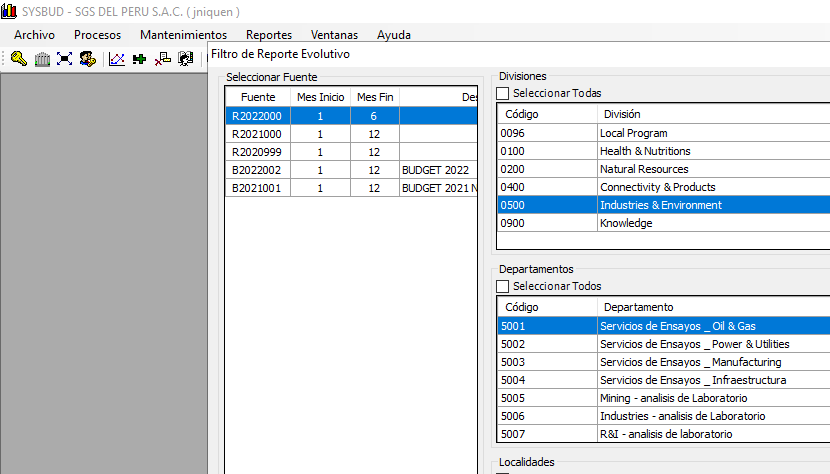 SYSBUD - SGS DEL PERU S.A.C. ( jniquen )
Archivo Procesos Mantenimientos Reportes Ventanas Ayuda
Filtro de Reporte Evolutivo
Seleccionar Fuente
Fuente Mes Inicio Mes Fin Des
R2022000 1 6
R2021000 1 12
R2020999 1 12
B2022002 1 12 BUDGET 2022
B2021001 1 12 BUDGET 2021 N
Divisiones
Seleccionar Todas
Código División
0096 Local Program
0100 Health & Nutritions
0200 Natural Resources
0400 Connectivity & Products
0500 Industries & Environment
0900 Knowledge
Departamentos
Seleccionar Todos
Código Departamento
5001 Servicios de Ensayos _ Oil & Gas
5002 Servicios de Ensayos _ Power & Utilities
5003 Servicios de Ensayos _ Manufacturing
5004 Servicios de Ensayos _ Infraestructura
5005 Mining - analisis de Laboratorio
5006 Industries - analisis de Laboratorio
5007 R&I - analisis de laboratorio
Localidades